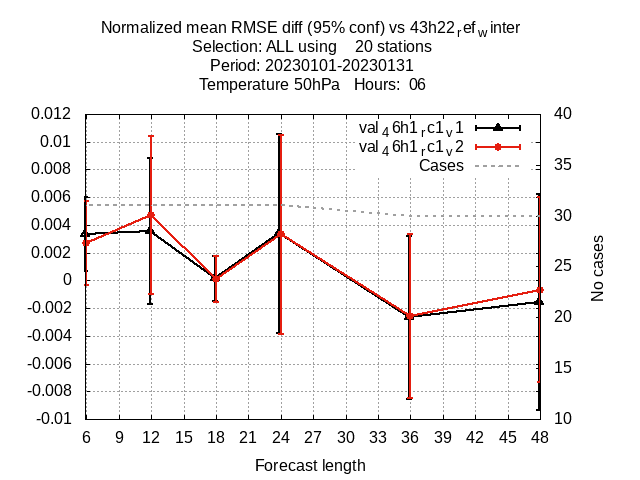 Normalized mean RMSE diff (95% conf) vs 43h22_ref_winter
Selection: ALL using 20 stations
Period: 20230101-20230131
Temperature 50hPa Hours: 06
val_46h1_rc1_v1
val_46h1_rc1_v2
Cases
0.012
0.01
0.008
0.006
0.004
0.002
0
-0.002
-0.004
-0.006
-0.008
-0.01
40
35
30
25
20
15
10
No cases
6 9 12 15 18 21 24 27 30 33 36 39 42 45 48
Forecast length